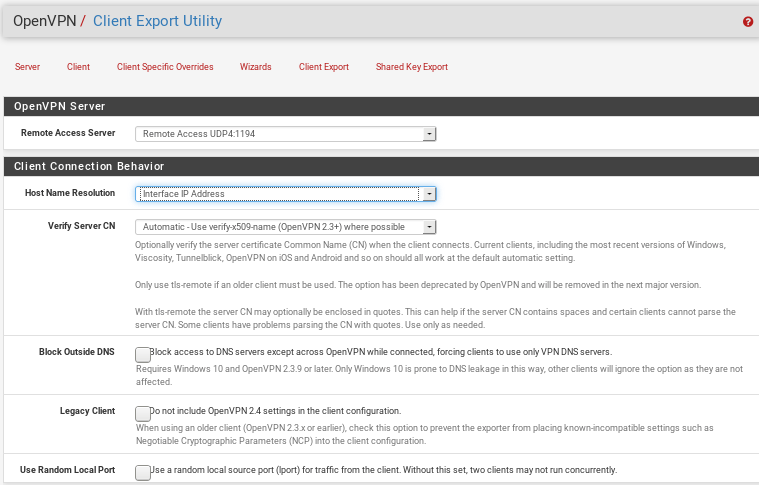 OpenVPN / Client Export Utility
Server Client Client Specific Overrides Wizards Client Export Shared Key Export
OpenVPN Server
Remote Access Server Remote Access UDP4:1194
Client Connection Behavior
Host Name Resolution Interface IP Address
Verify Server CN Automatic - Use verify-x509-name (OpenVPN 2.3+) where possible
Optionally verify the server certificate Common Name (CN) when the client connects. Current clients, including the most recent versions of Windows,
Viscosity, Tunnelblick, OpenVPN on iOS and Android and so on should all work at the default automatic setting.
Only use tls-remote if an older client must be used. The option has been deprecated by OpenVPN and will be removed in the next major version.
With tls-remote the server CN may optionally be enclosed in quotes. This can help if the server CN contains spaces and certain clients cannot parse the
server CN. Some clients have problems parsing the CN with quotes. Use only as needed.
Block Outside DNS Block access to DNS servers except across OpenVPN while connected, forcing clients to use only VPN DNS servers.
Requires Windows 10 and OpenVPN 2.3.9 or later. Only Windows 10 is prone to DNS leakage in this way, other clients will ignore the option as they are not
affected.
Legacy Client Do not include OpenVPN 2.4 settings in the client configuration.
When using an older client (OpenVPN 2.3.x or earlier), check this option to prevent the exporter from placing known-incompatible settings such as
Negotiable Cryptographic Parameters (NCP) into the client configuration.
Use Random Local Port Use a random local source port (lport) for traffic from the client. Without this set, two clients may not run concurrently.